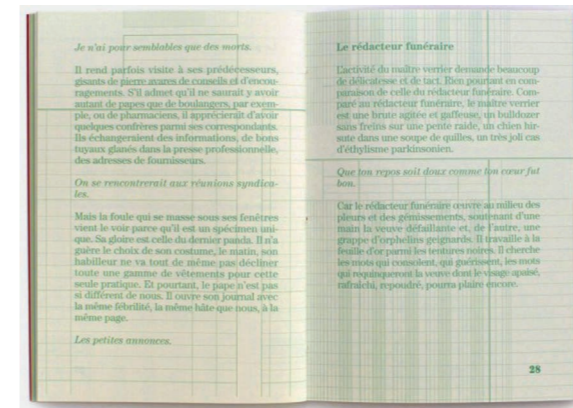 Je n'ai pour semblables que des morts.
Il rend parfois visite à ses prédécesseurs,
gisants de pierre avares de conseils et d'encou-
ragements. S'il admet qu'il ne saurait y avoir
autant de papes que de boulangers, par exem-
ple, ou de pharmaciens, il apprécierait d'avoir
quelques confrères parmi ses correspondants.
Ils échangeraient des informations, de bons
tuyaux glanés dans la presse professionnelle,
des adresses de fournisseurs.
On se rencontrerait aux réunions syndica-
les.
Mais la foule qui se masse sous ses fenêtres
vient le voir parce qu'il est un spécimen uni-
que. Sa gloire est celle du dernier panda. Il n'a
guère le choix de son costume, le matin, son
habilleur ne va tout de même pas décliner
toute une gamme de vêtements pour cette
seule pratique. Et pourtant, le pape n'est pas
si différent de nous. Il ouvre son journal avec
la même fébrilité, la même hâte que nous, à la
même page.
Les petites annonces.
Le rédacteur funéraire
L'activité du maître verrier demande beaucoup
de délicatesse et de tact. Rien pourtant en com-
paraison de celle du rédacteur funéraire. Com-
paré au rédacteur funéraire, le maître verrier
est une brute agitée et gaffeuse, un bulldozer
sans freins sur une pente raide, un chien hir-
sute dans une coupe de quilles, un très joli cas
d'éthylisme parkinsonien.
Que ton repos soit doux comme ton cœur fut
bon.
Car le rédacteur funéraire œuvre au milieu des
pleurs et des gémissements, soutenant d'une
main la veuve défaillante et, de l'autre, une
grappe d'orphelins geignards. Il travaille à la
feuille d'or parmi les tentures noires. Il cherche
les mots qui consolent, qui guérissent, les mots
qui requinqueront la veuve dont le visage apaisé,
rafraîchi, repoudré, pourra plaire encore.
28